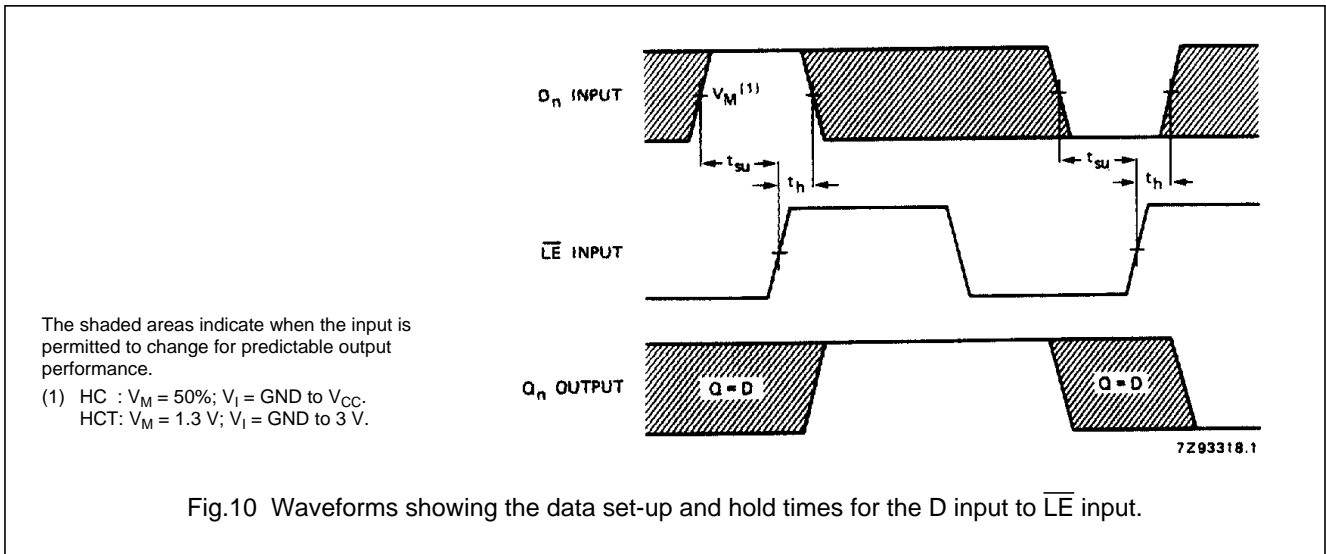 Dn INPUT
VM(1)
tsu
th
tsu
th
L̅E̅ INPUT
Qn OUTPUT
Q = D
Q = D
7Z93318.1
The shaded areas indicate when the input is
permitted to change for predictable output
performance.
(1) HC : VM = 50%; VI = GND to VCC.
HCT: VM = 1.3 V; VI = GND to 3 V.
Fig.10 Waveforms showing the data set-up and hold times for the D input to L̅E̅ input.